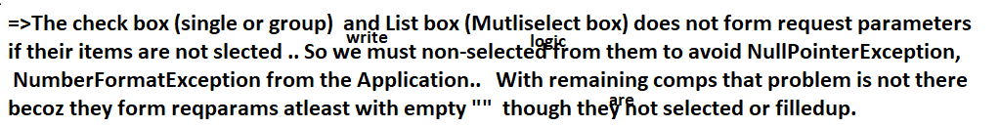 =>The check box (single or group)  and List box (Mutliselect box) does not form request parameters
if their items are not slected .. So we must write non-selected logic from them to avoid NullPointerException,
NumberFormatException from the Application..   With remaining comps that problem is not there
becoz they form reqparams atleast with empty ""  though they are not selected or filledup.